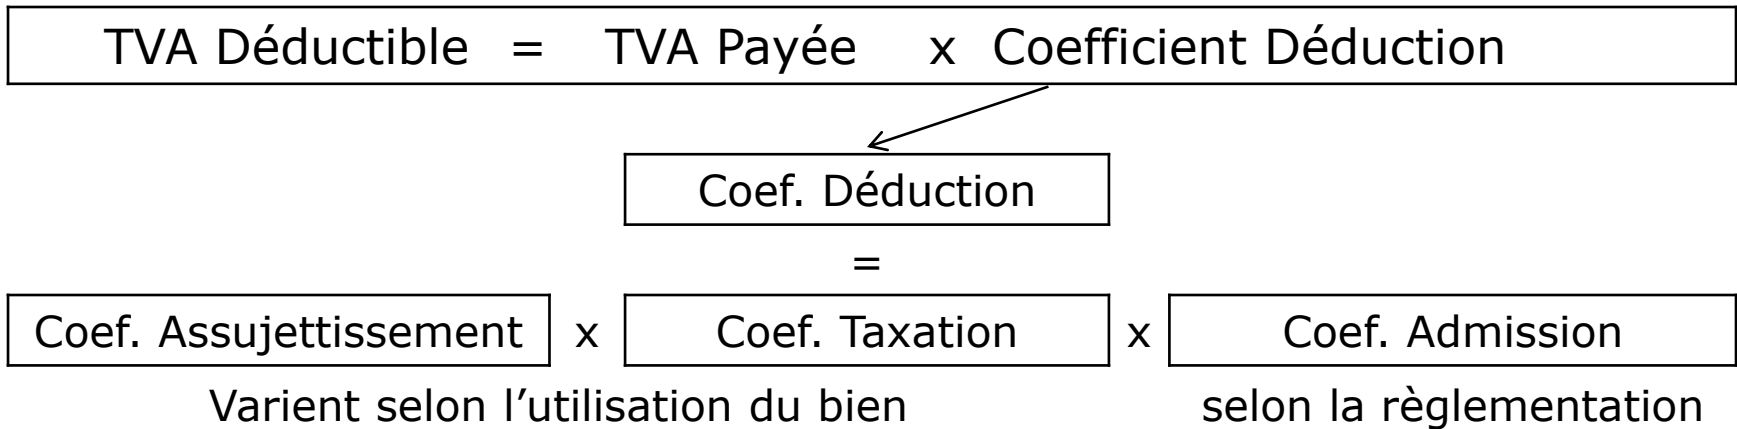 TVA Déductible = TVA Payée x Coefficient Déduction
Coef. Déduction
=
Coef. Assujettissement x Coef. Taxation x Coef. Admission
Varient selon l’utilisation du bien selon la règlementation